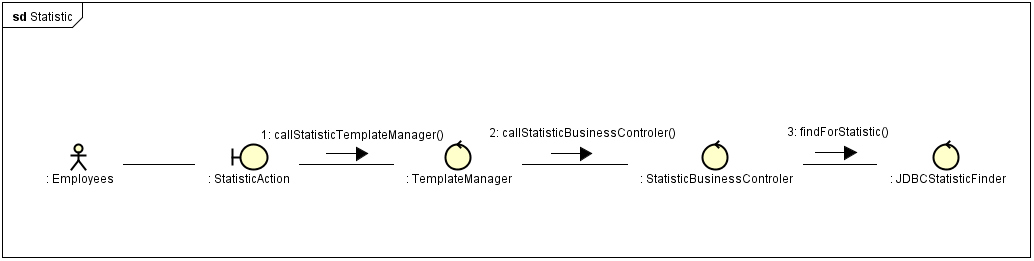 sd Statistic
1: callStatisticTemplateManager()
2: callStatisticBusinessControler()
3: findForStatistic()
: Employees
: StatisticAction
: TemplateManager
: StatisticBusinessControler
: JDBCStatisticFinder